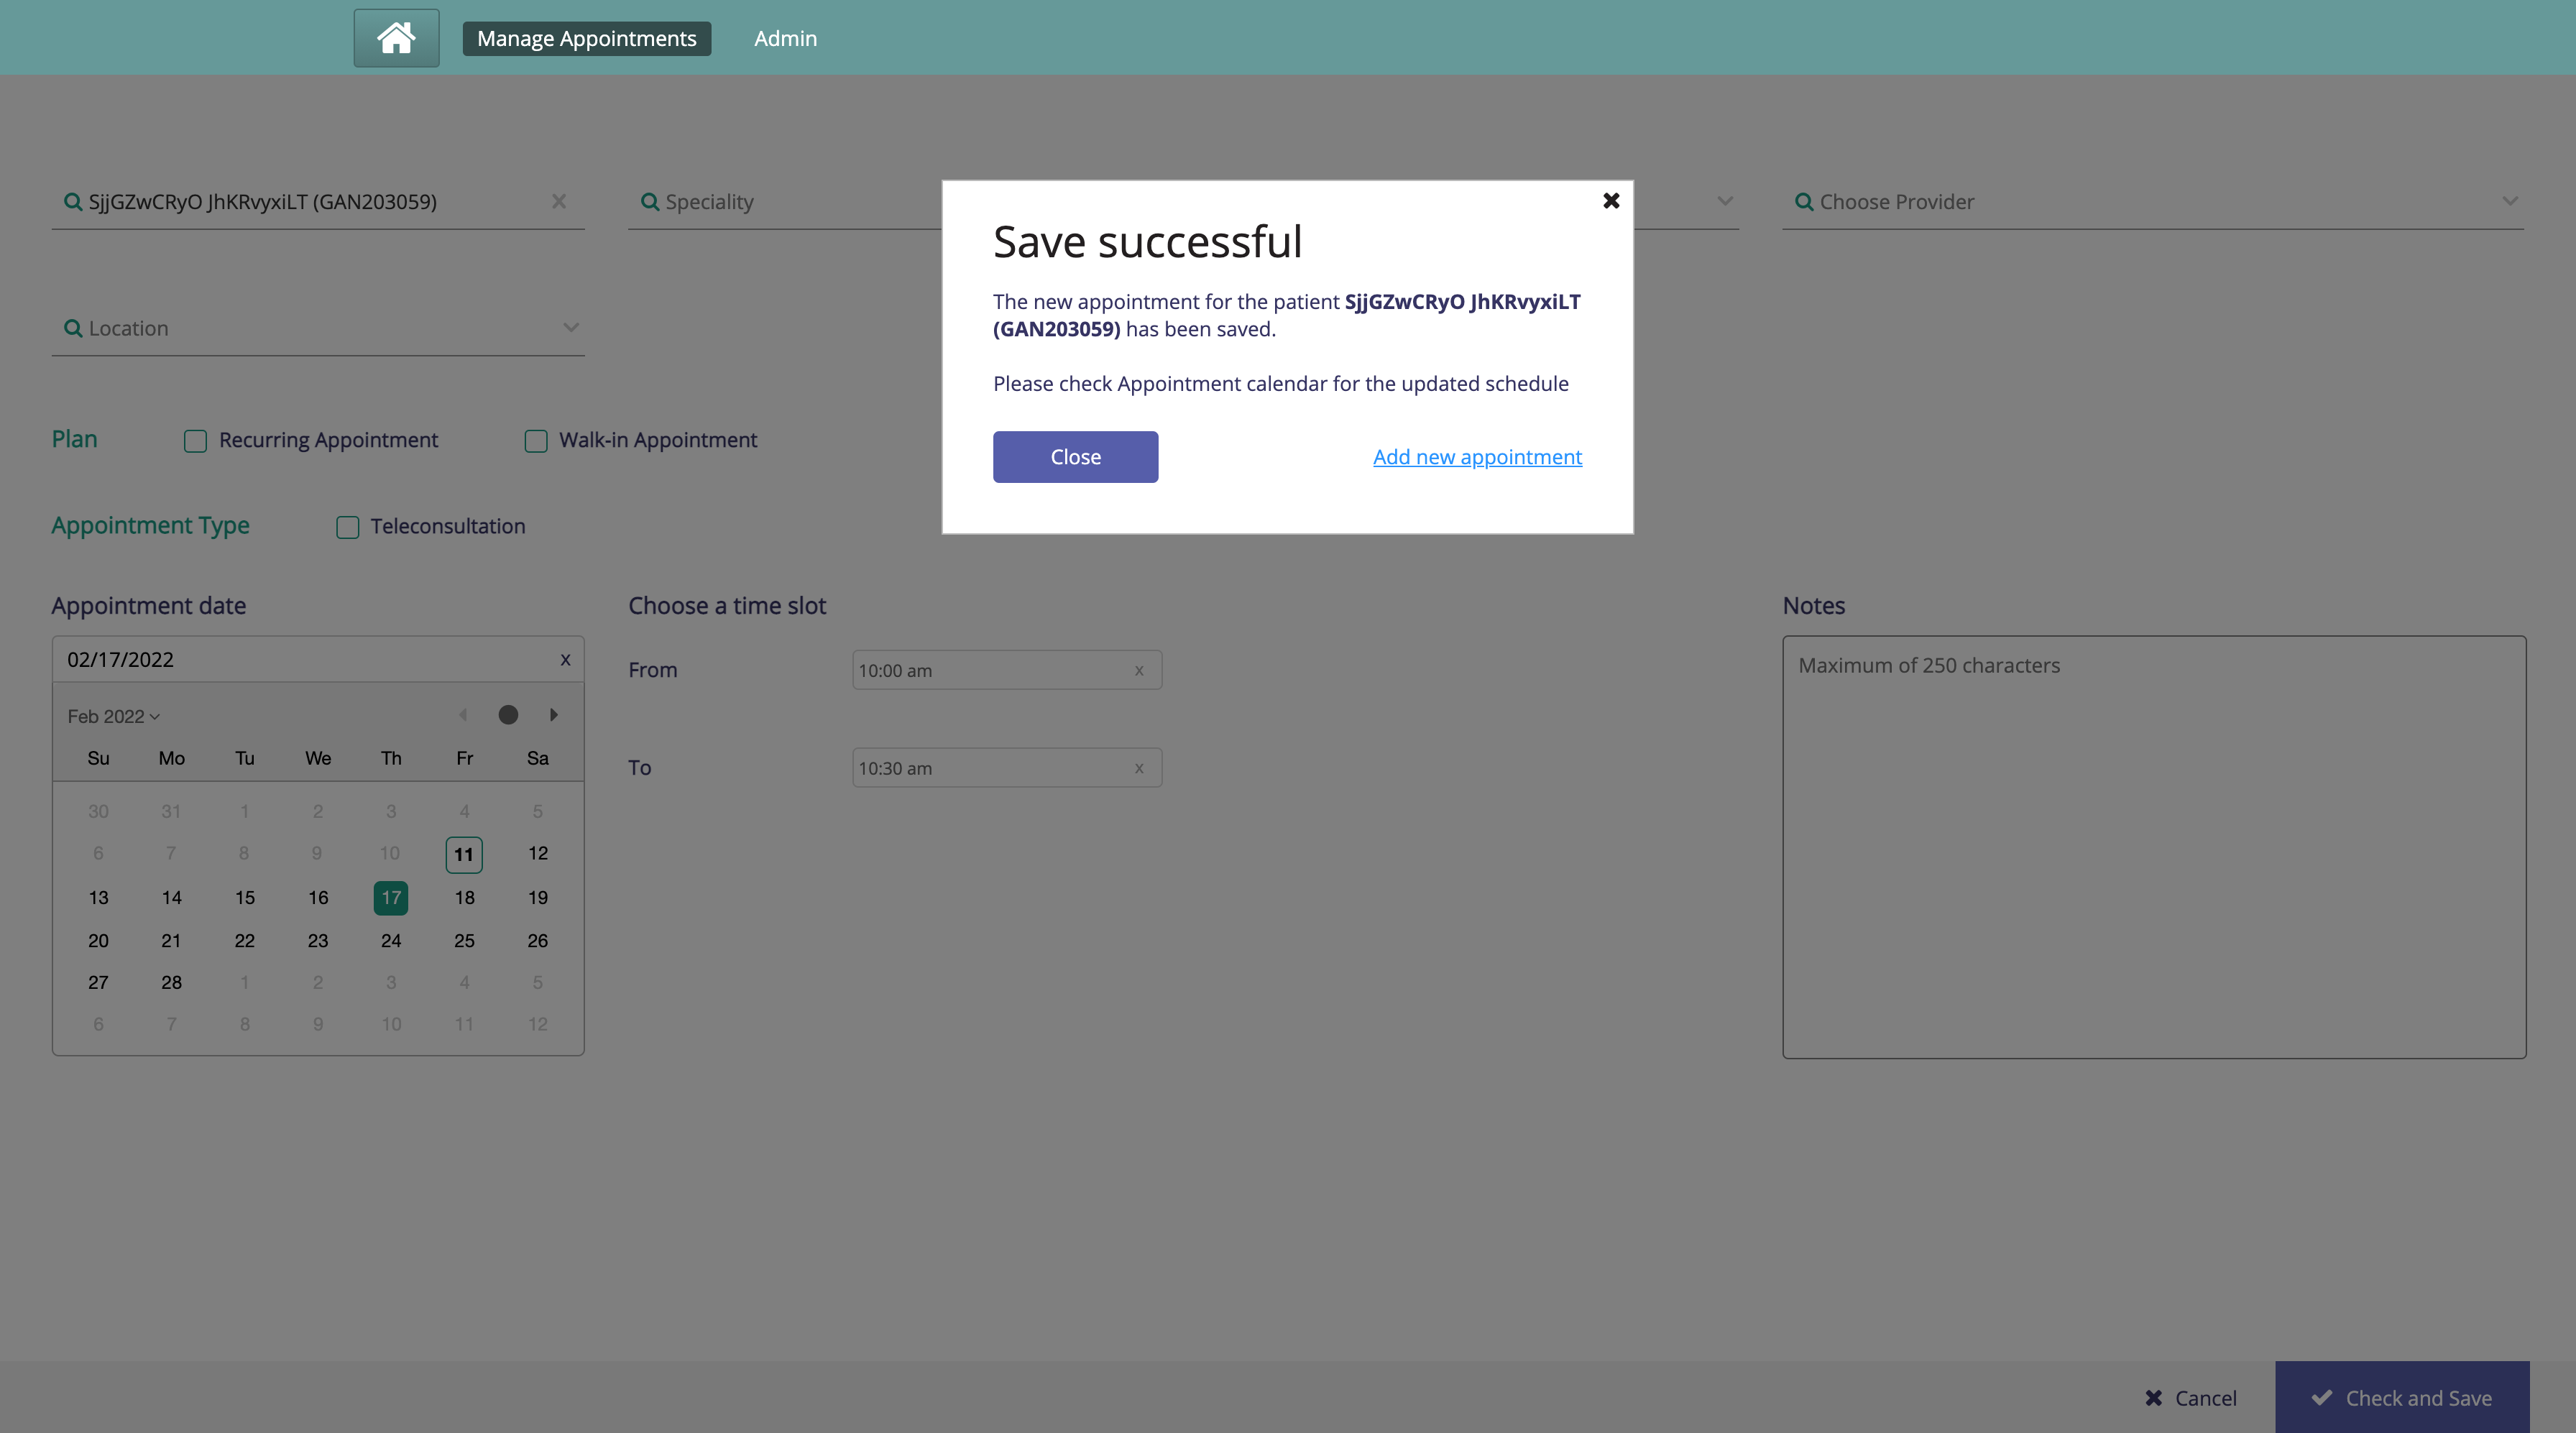 Manage Appointments
Admin
SjjGZwCRyO JhKRvyxiLT (GAN203059)
x
Speciality
Choose Provider
Save successful
The new appointment for the patient SjjGZwCRyO JhKRvyxiLT
(GAN203059) has been saved.
Please check Appointment calendar for the updated schedule
Close
Add new appointment
Location
Plan
Recurring Appointment
Walk-in Appointment
Appointment Type
Teleconsultation
Appointment date
Choose a time slot
Notes
02/17/2022
x
From
10:00 am
x
Maximum of 250 characters
Feb 2022
To
10:30 am
x
Su Mo Tu We Th Fr Sa
30 31 1 2 3 4 5
6 7 8 9 10 11 12
13 14 15 16 17 18 19
20 21 22 23 24 25 26
27 28 1 2 3 4 5
6 7 8 9 10 11 12
Cancel
Check and Save